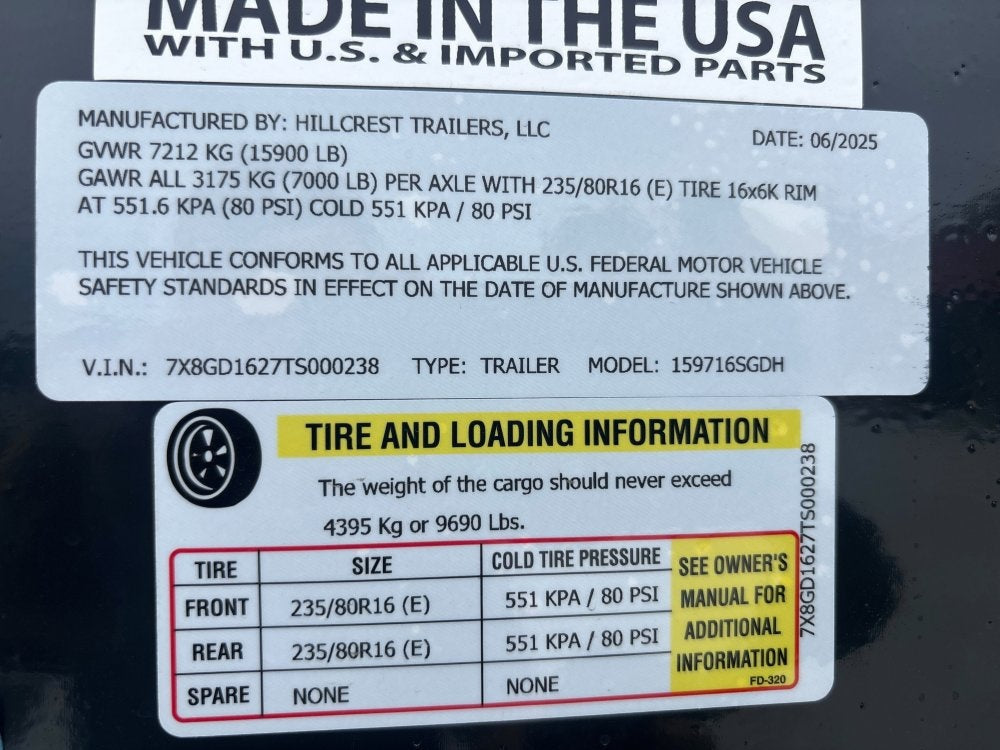 MADE IN THE USA
WITH U.S. & IMPORTED PARTS
MANUFACTURED BY: HILLCREST TRAILERS, LLC
DATE: 06/2025
GVWR 7212 KG (15900 LB)
GAWR ALL 3175 KG (7000 LB) PER AXLE WITH 235/80R16 (E) TIRE 16x6K RIM
AT 551.6 KPA (80 PSI) COLD 551 KPA / 80 PSI
THIS VEHICLE CONFORMS TO ALL APPLICABLE U.S. FEDERAL MOTOR VEHICLE
SAFETY STANDARDS IN EFFECT ON THE DATE OF MANUFACTURE SHOWN ABOVE.
V.I.N.: 7X8GD1627TS000238 TYPE: TRAILER MODEL: 159716SGDH
TIRE AND LOADING INFORMATION
The weight of the cargo should never exceed
4395 Kg or 9690 Lbs.
TIRE SIZE COLD TIRE PRESSURE
FRONT 235/80R16 (E) 551 KPA / 80 PSI
REAR 235/80R16 (E) 551 KPA / 80 PSI
SPARE NONE NONE
SEE OWNER'S
MANUAL FOR
ADDITIONAL
INFORMATION
FD-320
7X8GD1627TS000238